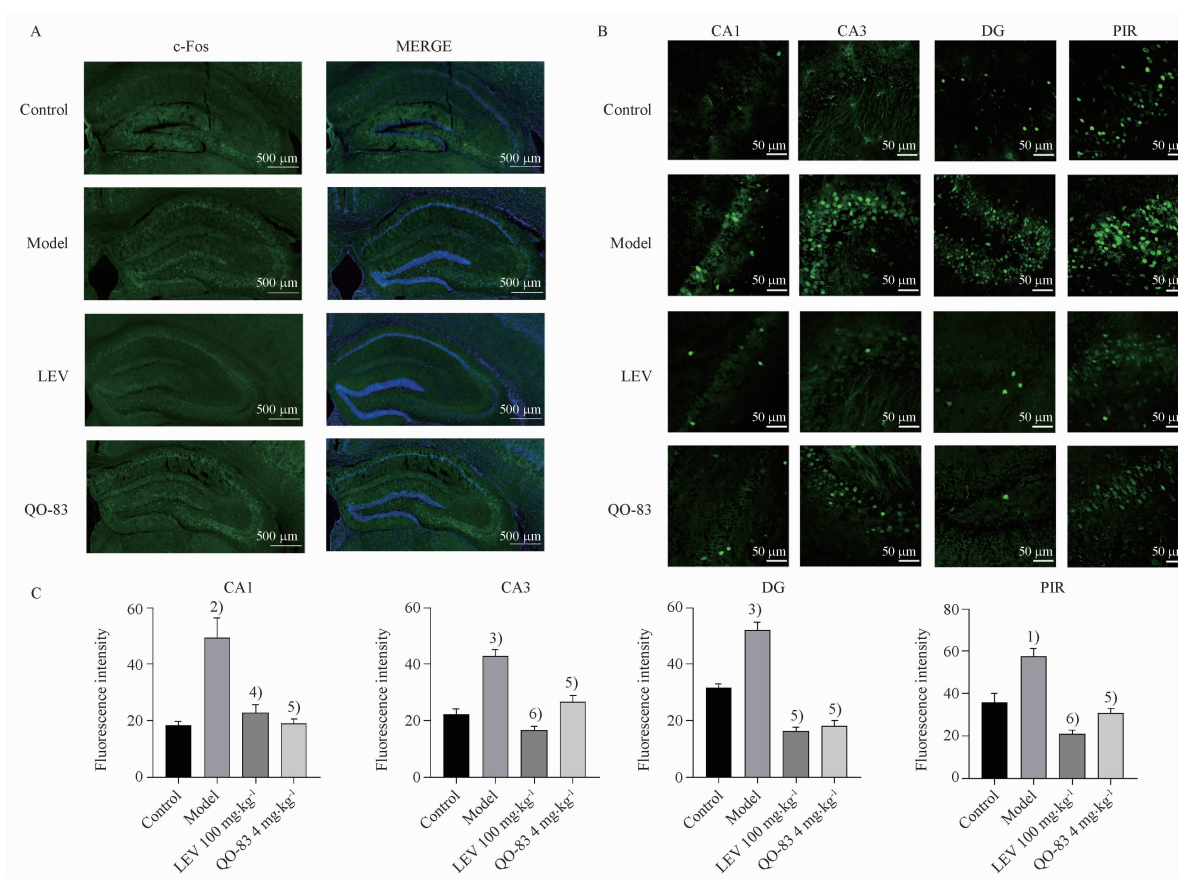 A
c-Fos
MERGE
Control
500 μm
500 μm
Model
500 μm
500 μm
LEV
500 μm
500 μm
QO-83
500 μm
500 μm
B
CA1
CA3
DG
PIR
Control
50 μm
50 μm
50 μm
50 μm
Model
50 μm
50 μm
50 μm
50 μm
LEV
50 μm
50 μm
50 μm
50 μm
QO-83
50 μm
50 μm
50 μm
50 μm
C
CA1
Fluorescence intensity
60
40
20
0
2)
4)
5)
Control
Model
LEV 100 mg·kg⁻¹
QO-83 4 mg·kg⁻¹
CA3
Fluorescence intensity
60
40
20
0
3)
6)
5)
Control
Model
LEV 100 mg·kg⁻¹
QO-83 4 mg·kg⁻¹
DG
Fluorescence intensity
60
40
20
0
3)
5)
5)
Control
Model
LEV 100 mg·kg⁻¹
QO-83 4 mg·kg⁻¹
PIR
Fluorescence intensity
80
60
40
20
0
1)
6)
5)
Control
Model
LEV 100 mg·kg⁻¹
QO-83 4 mg·kg⁻¹